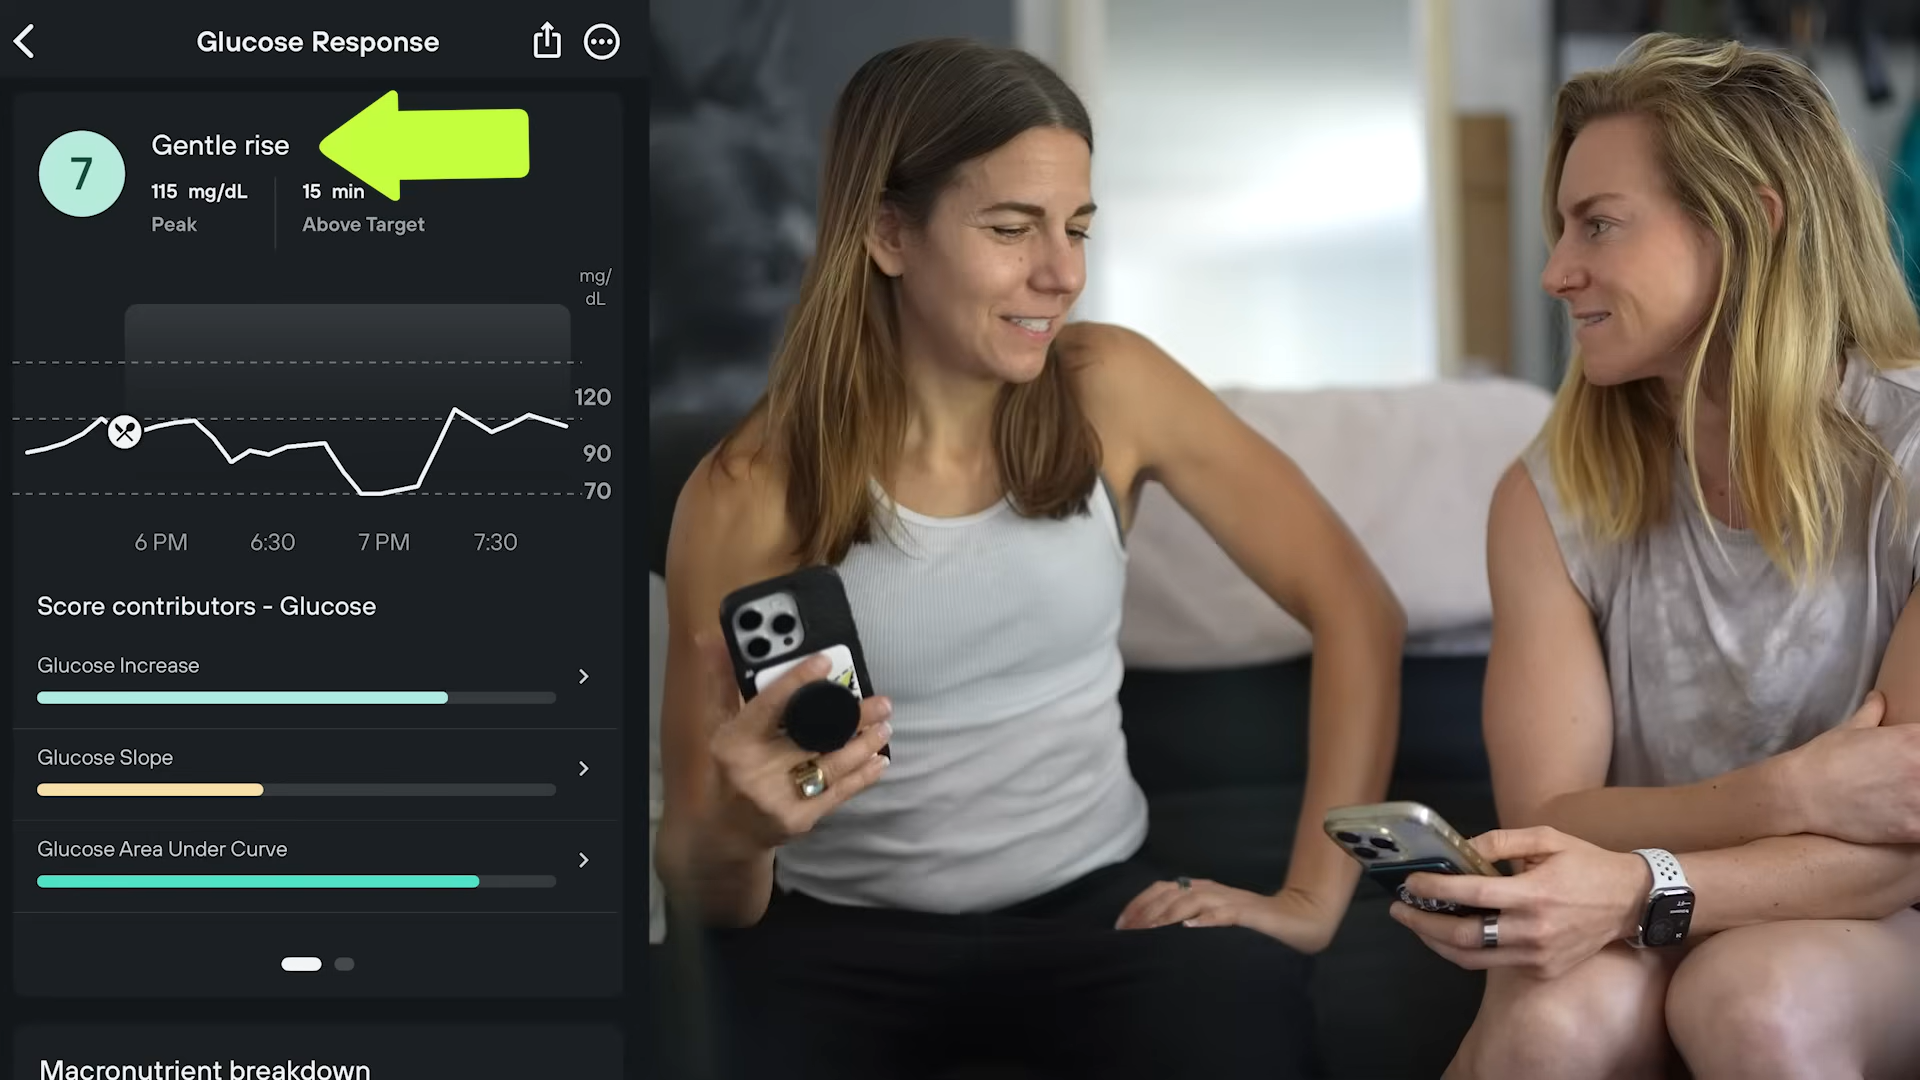 Glucose Response
7
Gentle rise
115 mg/dL
15 min
Peak
Above Target
mg/
dL
120
90
70
6 PM
6:30
7 PM
7:30
Score contributors - Glucose
Glucose Increase
Glucose Slope
Glucose Area Under Curve
Macronutrient breakdown